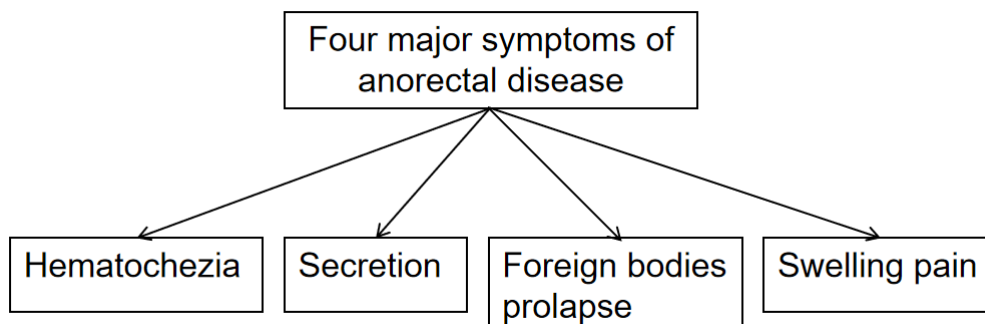 Four major symptoms of
anorectal disease
Hematochezia
Secretion
Foreign bodies
prolapse
Swelling pain